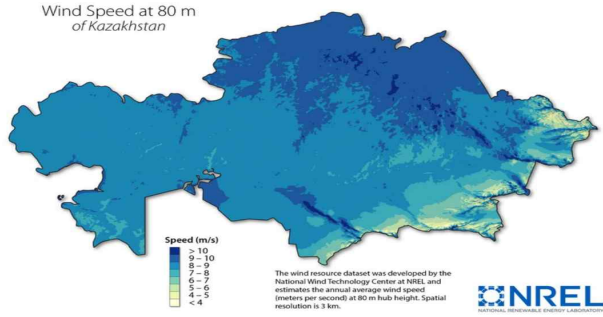 Wind Speed at 80 m
of Kazakhstan
Speed (m/s)
> 10
9 – 10
8 – 9
7 – 8
6 – 7
5 – 6
4 – 5
< 4
The wind resource dataset was developed by the
National Wind Technology Center at NREL and
estimates the annual average wind speed
(meters per second) at 80 m hub height. Spatial
resolution is 3 km.
NREL
NATIONAL RENEWABLE ENERGY LABORATORY